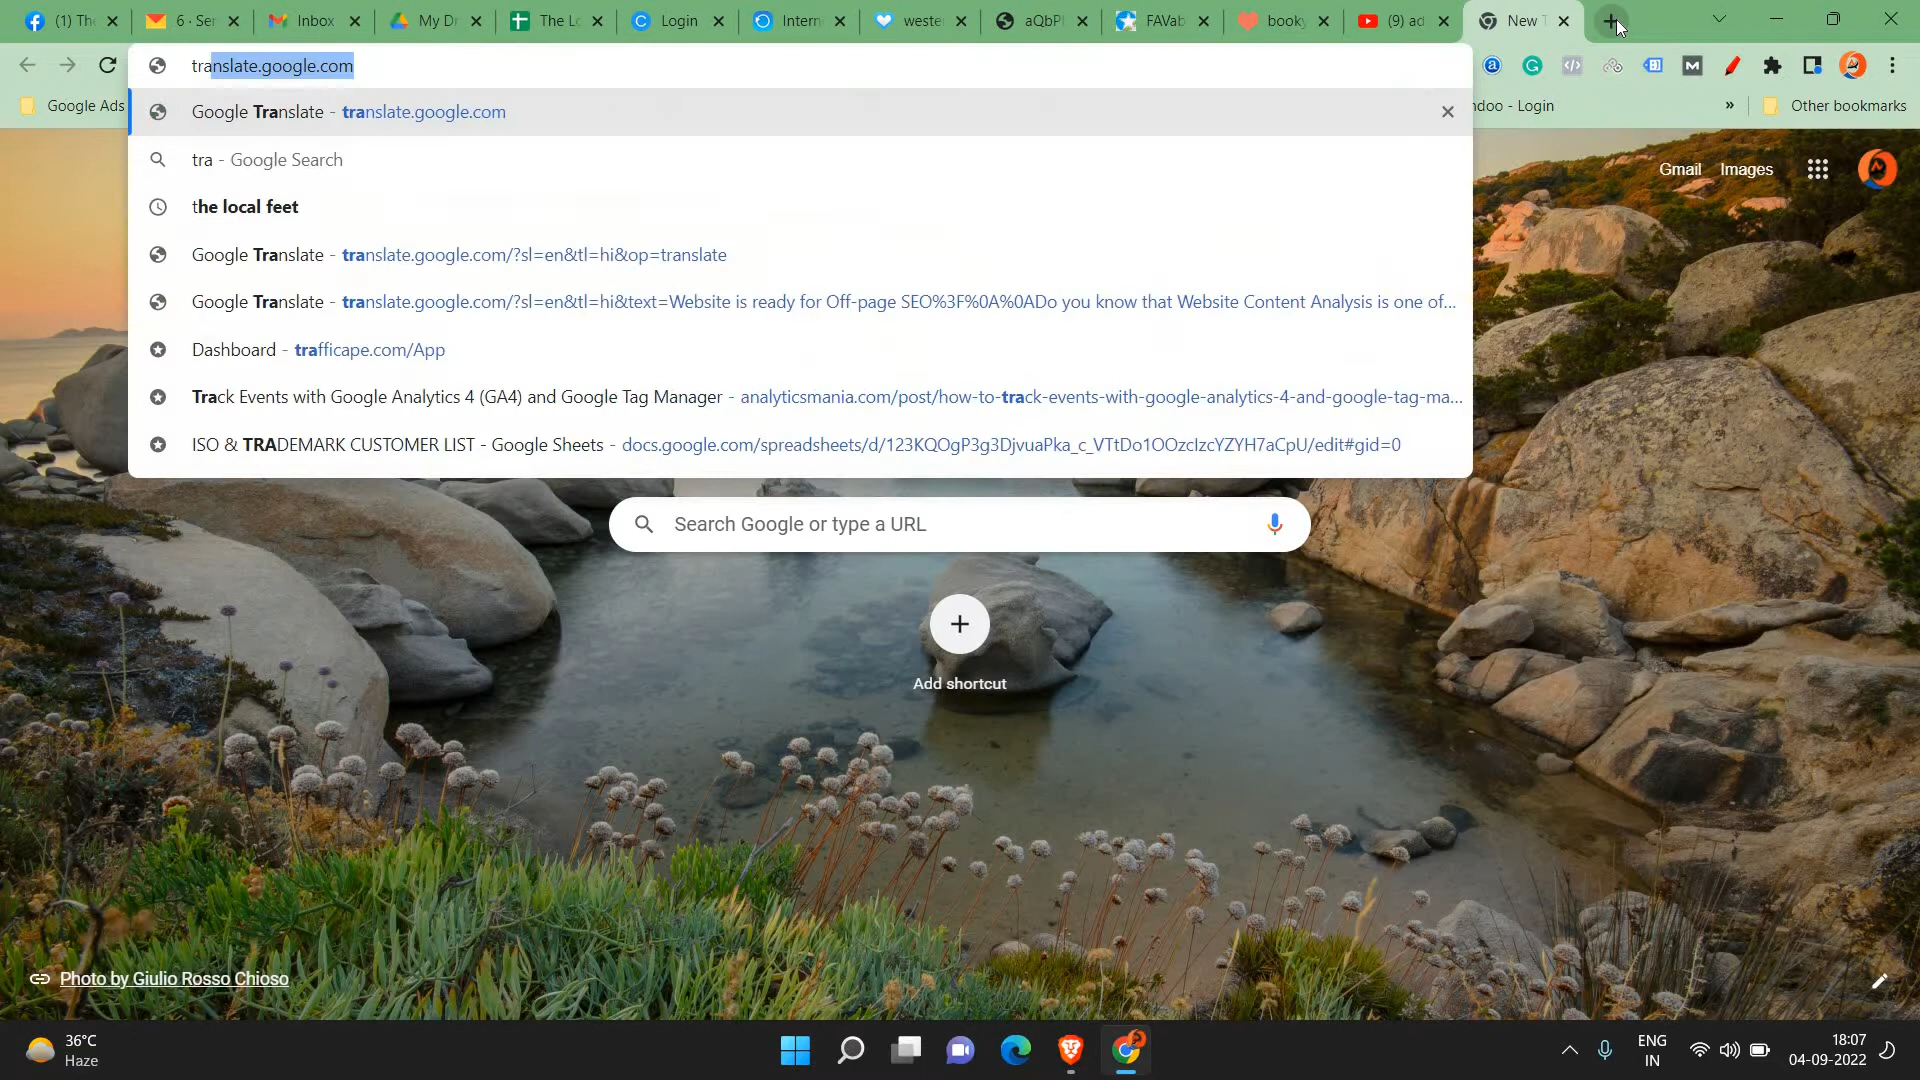 (1) The
6 · Ser
Inbox
My Dr
The Lo
Login
Intern
weste
aQbPl
FAVab
booky
(9) ad
New T
translate.google.com
Google Ads
ndoo - Login
»
Other bookmarks
Google Translate - translate.google.com
tra - Google Search
the local feet
Google Translate - translate.google.com/?sl=en&tl=hi&op=translate
Google Translate - translate.google.com/?sl=en&tl=hi&text=Website is ready for Off-page SEO%3F%0A%0ADo you know that Website Content Analysis is one of...
Dashboard - trafficape.com/App
Track Events with Google Analytics 4 (GA4) and Google Tag Manager - analyticsmania.com/post/how-to-track-events-with-google-analytics-4-and-google-tag-ma...
ISO & TRADEMARK CUSTOMER LIST - Google Sheets - docs.google.com/spreadsheets/d/123KQOgP3g3DjvuaPka_c_VTtDo1OOzclzcYZYH7aCpU/edit#gid=0
Gmail Images
Search Google or type a URL
Add shortcut
Photo by Giulio Rosso Chioso
36°C
Haze
ENG
IN
18:07
04-09-2022